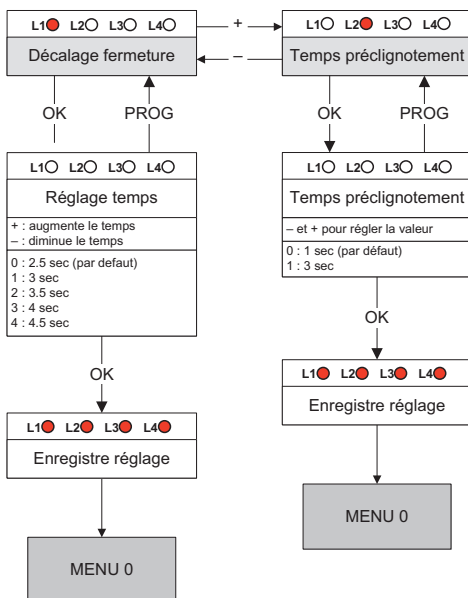 L1 L2 L3 L4
Décalage fermeture
+
–
L1 L2 L3 L4
Temps préclignotement
OK
PROG
OK
PROG
L1 L2 L3 L4
Réglage temps
+ : augmente le temps
– : diminue le temps
0 : 2.5 sec (par defaut)
1 : 3 sec
2 : 3.5 sec
3 : 4 sec
4 : 4.5 sec
OK
L1 L2 L3 L4
Enregistre réglage
MENU 0
L1 L2 L3 L4
Temps préclignotement
– et + pour régler la valeur
0 : 1 sec (par défaut)
1 : 3 sec
OK
L1 L2 L3 L4
Enregistre réglage
MENU 0